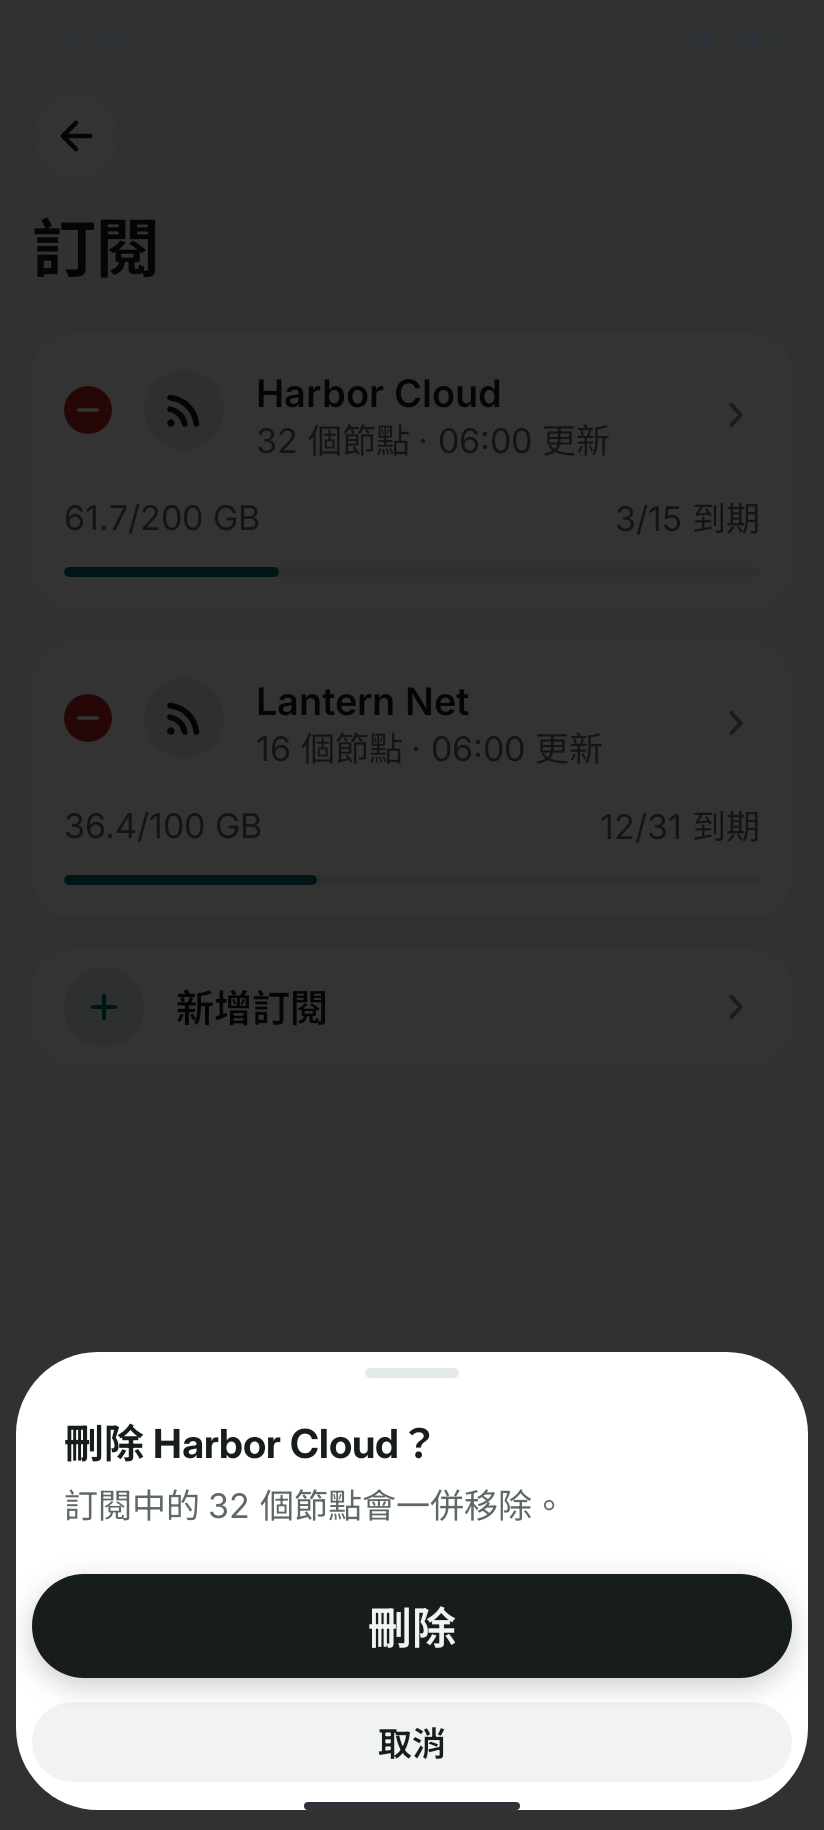 訂閱
Harbor Cloud
32 個節點 · 06:00 更新
61.7/200 GB
3/15 到期
Lantern Net
16 個節點 · 06:00 更新
36.4/100 GB
12/31 到期
新增訂閱
刪除 Harbor Cloud？
訂閱中的 32 個節點會一併移除。
刪除
取消